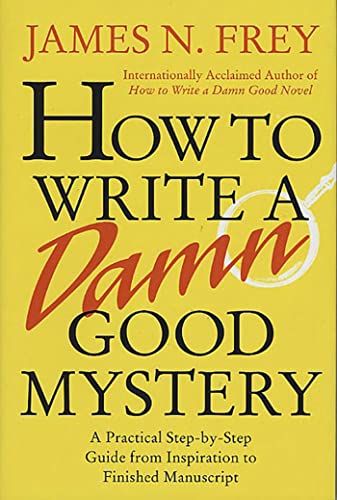 JAMES N. FREY
Internationally Acclaimed Author of
How to Write a Damn Good Novel
HOW TO
WRITE A
Damn
GOOD
MYSTERY
A Practical Step-by-Step
Guide from Inspiration to
Finished Manuscript